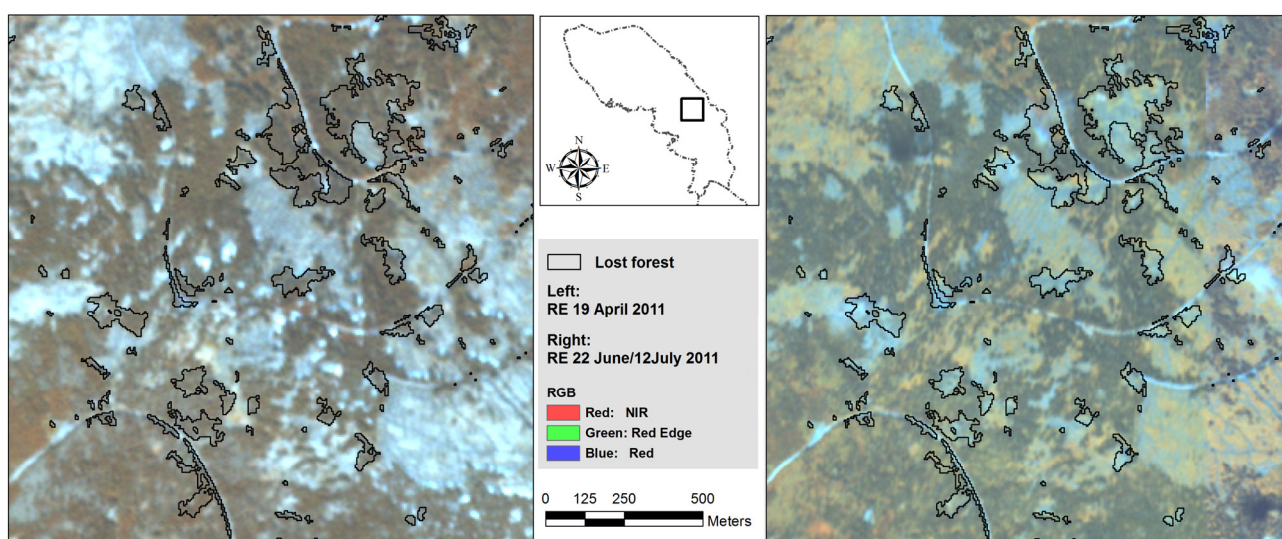 N
W E
S
Lost forest
Left:
RE 19 April 2011
Right:
RE 22 June/12July 2011
RGB
Red: NIR
Green: Red Edge
Blue: Red
0 125 250 500
Meters